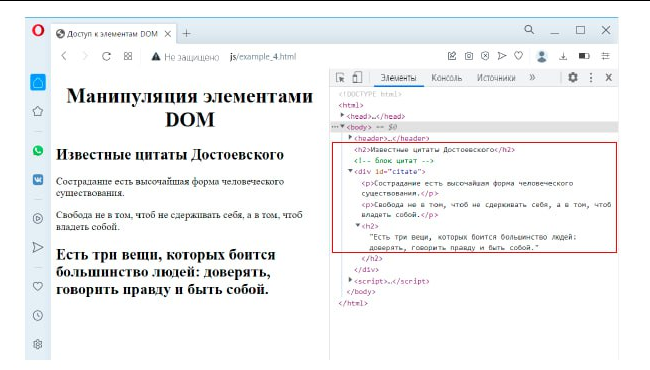 Доступ к элементам DOM
Не защищено js/example_4.html
Манипуляция элементами
DOM
Известные цитаты Достоевского
Сострадание есть высочайшая форма человеческого
существования.
Свобода не в том, чтоб не сдерживать себя, а в том, чтоб
владеть собой.
Есть три вещи, которых боится
большинство людей: доверять,
говорить правду и быть собой.
Элементы Консоль Источники »
<!DOCTYPE html>
<html>
<head>…</head>
<body> == $0
<header>…</header>
<h2>Известные цитаты Достоевского</h2>
<!-- блок цитат -->
<div id="citate">
<p>Сострадание есть высочайшая форма человеческого
существования.</p>
<p>Свобода не в том, чтоб не сдерживать себя, а в том, чтоб
владеть собой.</p>
<h2>
"Есть три вещи, которых боится большинство людей:
доверять, говорить правду и быть собой."
</h2>
</div>
<script>…</script>
</body>
</html>